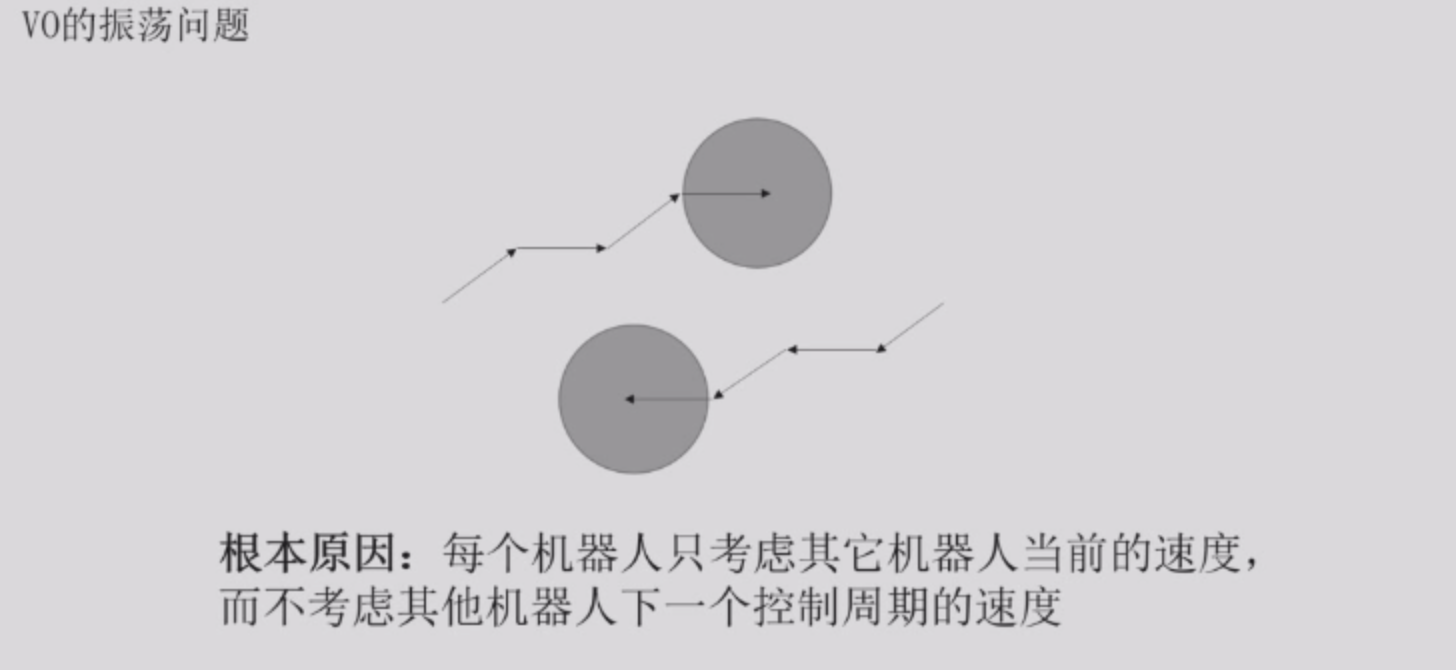 VO的振荡问题
根本原因：每个机器人只考虑其它机器人当前的速度，
而不考虑其他机器人下一个控制周期的速度